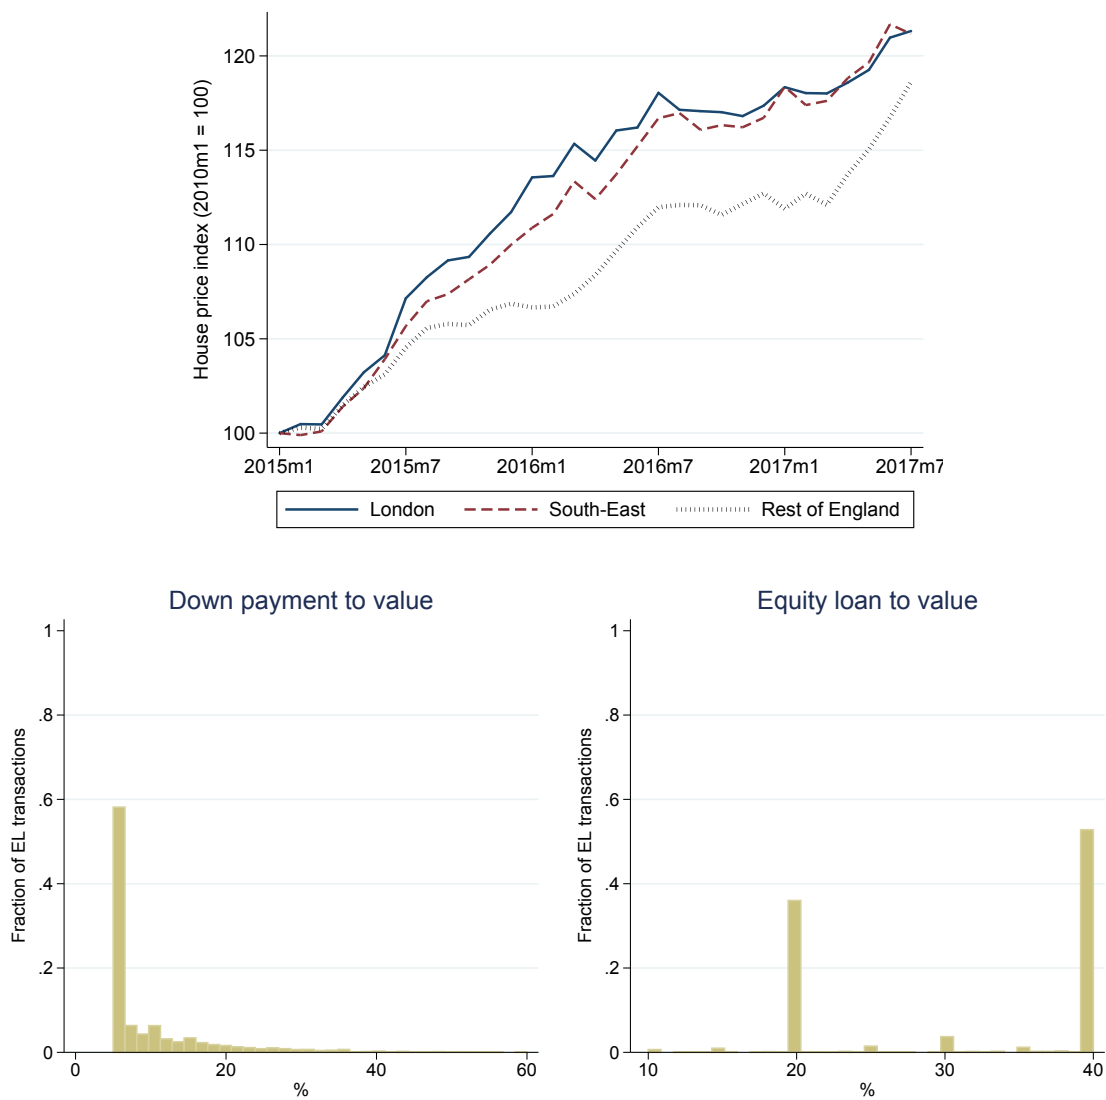 House price index (2010m1 = 100)
120
115
110
105
100
2015m1 2015m7 2016m1 2016m7 2017m1 2017m7
London South-East Rest of England
Down payment to value
Fraction of EL transactions
1
.8
.6
.4
.2
0
0 20 40 60
%
Equity loan to value
Fraction of EL transactions
1
.8
.6
.4
.2
0
10 20 30 40
%